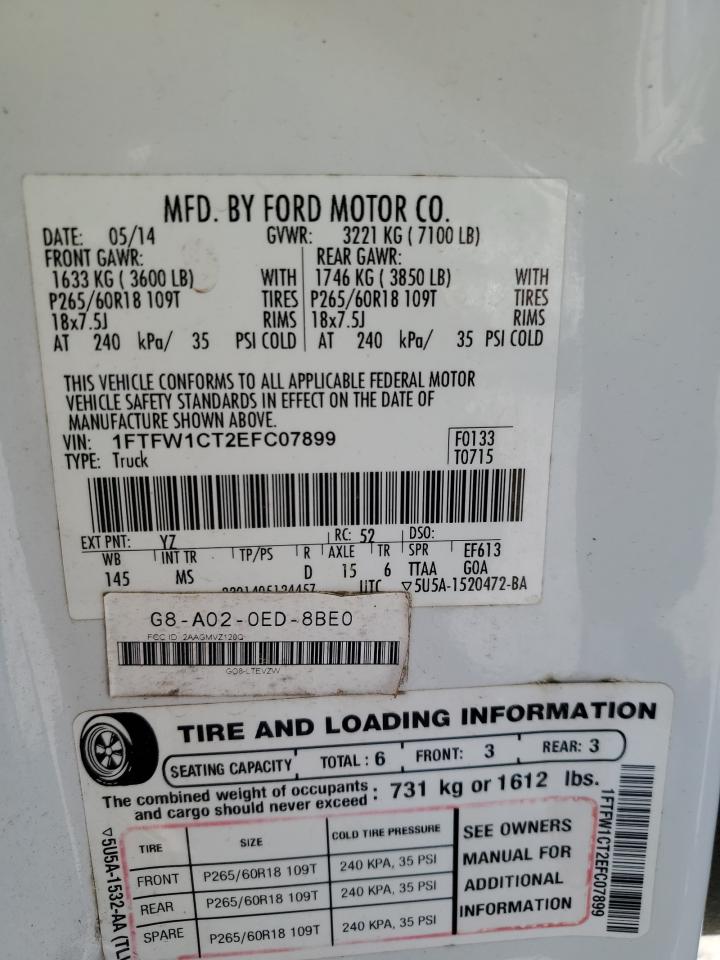 MFD. BY FORD MOTOR CO.
DATE: 05/14 GVWR: 3221 KG ( 7100 LB)
FRONT GAWR: REAR GAWR:
1633 KG ( 3600 LB) WITH 1746 KG ( 3850 LB) WITH
P265/60R18 109T TIRES P265/60R18 109T TIRES
18x7.5J RIMS 18x7.5J RIMS
AT 240 kPa/ 35 PSI COLD AT 240 kPa/ 35 PSI COLD
THIS VEHICLE CONFORMS TO ALL APPLICABLE FEDERAL MOTOR
VEHICLE SAFETY STANDARDS IN EFFECT ON THE DATE OF
MANUFACTURE SHOWN ABOVE.
VIN: 1FTFW1CT2EFC07899 F0133
TYPE: Truck T0715
EXT PNT: YZ RC: 52 DSO:
WB INT TR TP/PS R AXLE TR SPR EF613
145 MS D 15 6 TTAA GOA
UTC ▽5U5A-1520472-BA
G8-A02-0ED-8BE0
FCC ID 2AAGMVZ120Q
GO8-LTEVZW
TIRE AND LOADING INFORMATION
SEATING CAPACITY TOTAL: 6 FRONT: 3 REAR: 3
The combined weight of occupants and cargo should never exceed : 731 kg or 1612 lbs.
TIRE SIZE COLD TIRE PRESSURE
FRONT P265/60R18 109T 240 KPA, 35 PSI
REAR P265/60R18 109T 240 KPA, 35 PSI
SPARE P265/60R18 109T 240 KPA, 35 PSI
SEE OWNERS
MANUAL FOR
ADDITIONAL
INFORMATION
▽5U5A-1532-AA
1FTFW1CT2EFC07899